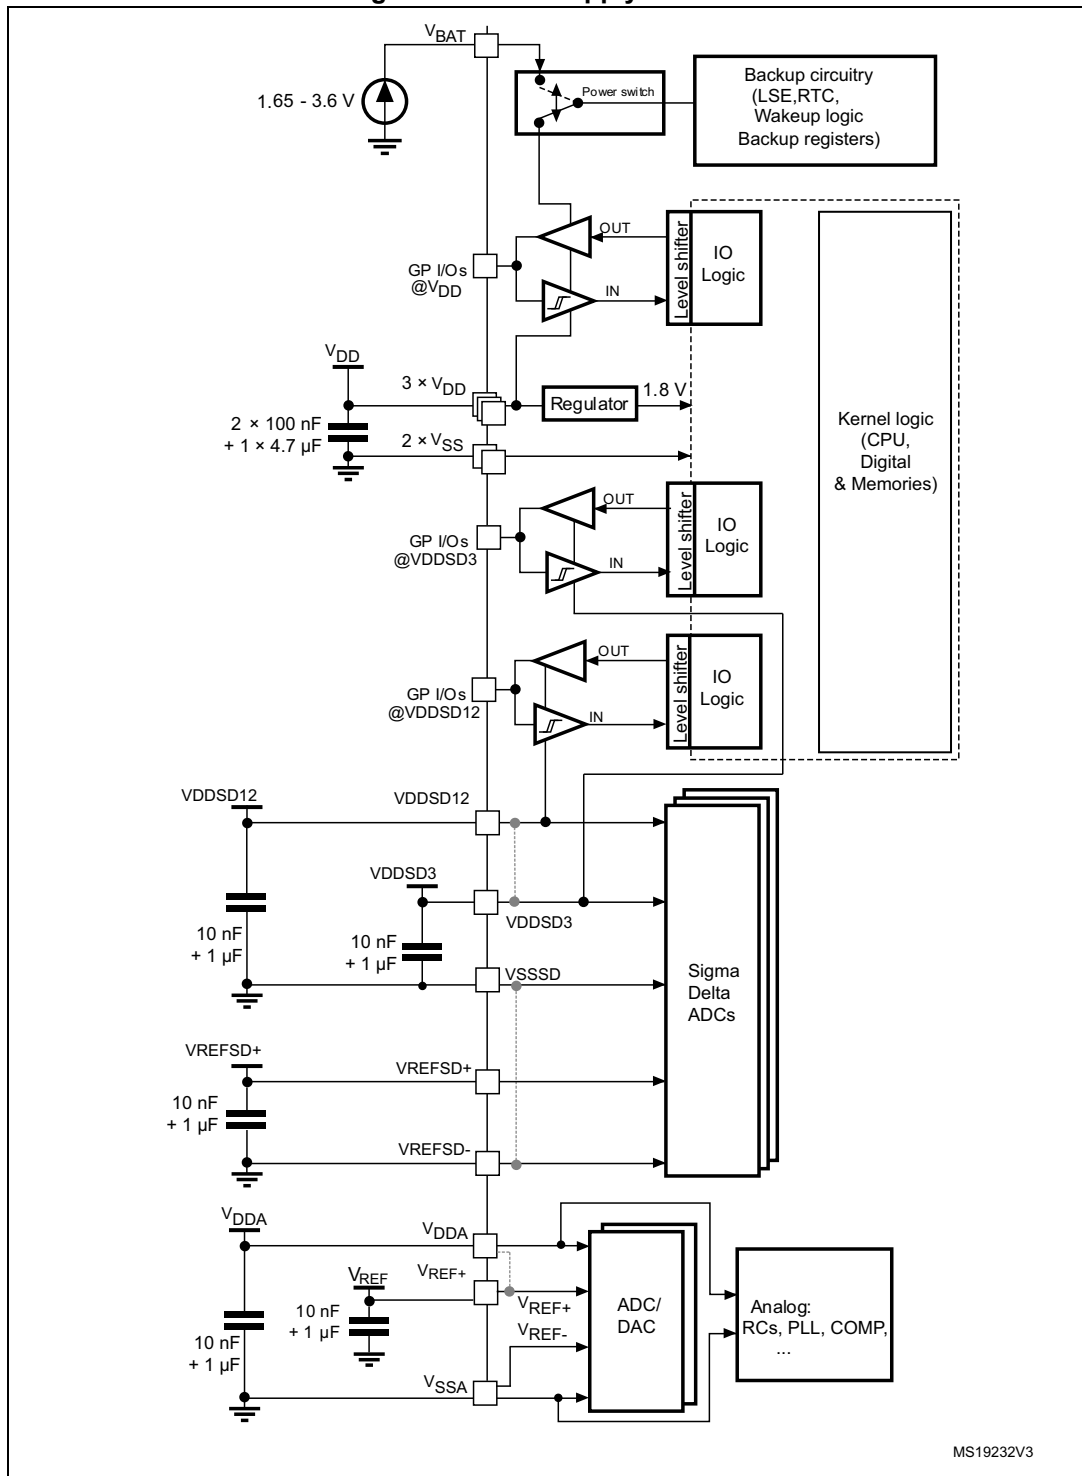 VBAT
1.65 - 3.6 V
Power switch
Backup circuitry
(LSE,RTC,
Wakeup logic
Backup registers)
OUT
Level shifter
IO
Logic
GP I/Os
@VDD
IN
VDD
3 × VDD
Regulator
1.8 V
2 × 100 nF
+ 1 × 4.7 µF
2 × VSS
Kernel logic
(CPU,
Digital
& Memories)
OUT
Level shifter
IO
Logic
GP I/Os
@VDDSD3
IN
OUT
Level shifter
IO
Logic
GP I/Os
@VDDSD12
IN
VDDSD12
VDDSD12
VDDSD3
VDDSD3
10 nF
+ 1 µF
10 nF
+ 1 µF
VSSSD
Sigma
Delta
ADCs
VREFSD+
VREFSD+
10 nF
+ 1 µF
VREFSD-
VDDA
VDDA
VREF+
VREF
VREF+
10 nF
+ 1 µF
ADC/
DAC
Analog:
RCs, PLL, COMP,
...
VREF-
10 nF
+ 1 µF
VSSA
MS19232V3